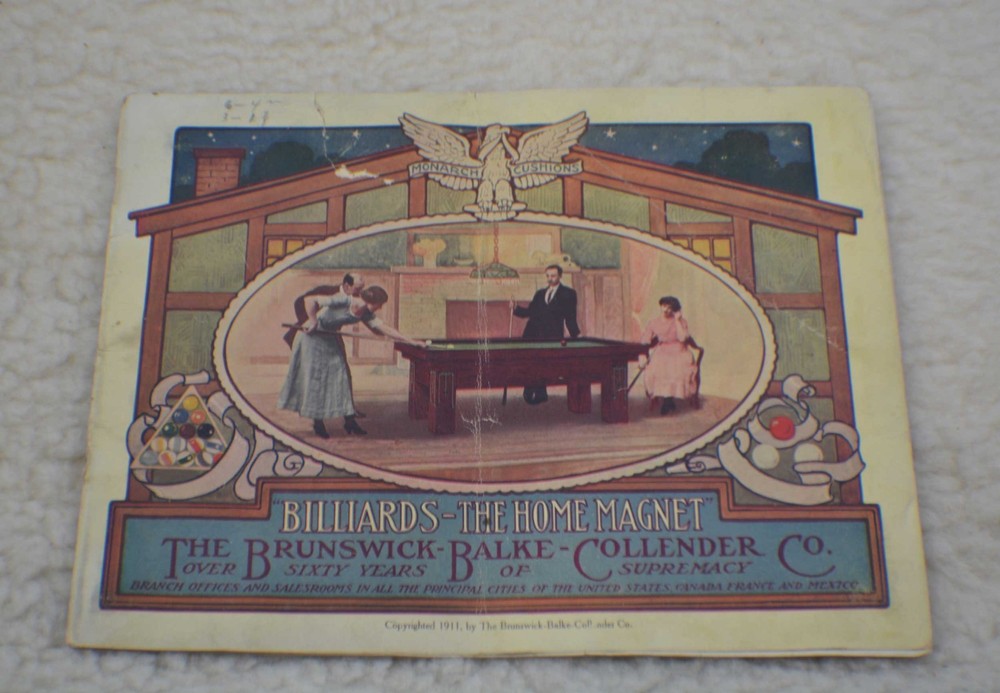 MONARCH CUSHIONS
"BILLIARDS-THE HOME MAGNET"
THE BRUNSWICK-BALKE-COLLENDER CO.
OVER SIXTY YEARS OF SUPREMACY
BRANCH OFFICES AND SALESROOMS IN ALL THE PRINCIPAL CITIES OF THE UNITED STATES, CANADA FRANCE AND MEXICO
Copyrighted 1911, by The Brunswick-Balke-Coll nder Co.